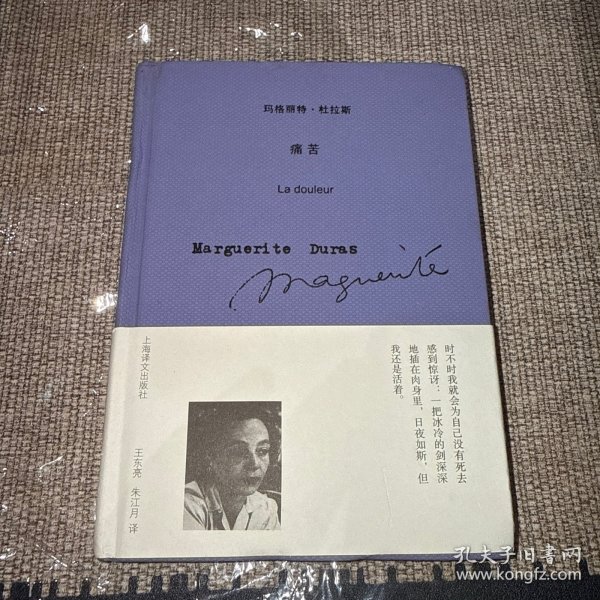 玛格丽特·杜拉斯
痛苦
La douleur
Marguerite Duras
Maguerite
时不时我就会为自己没有死去
感到惊讶：一把冰冷的剑深深
地插在肉身里，日夜如斯，但
我还是活着。
上海译文出版社
王东亮 朱江月 译
孔夫子旧书网
www.kongfz.com